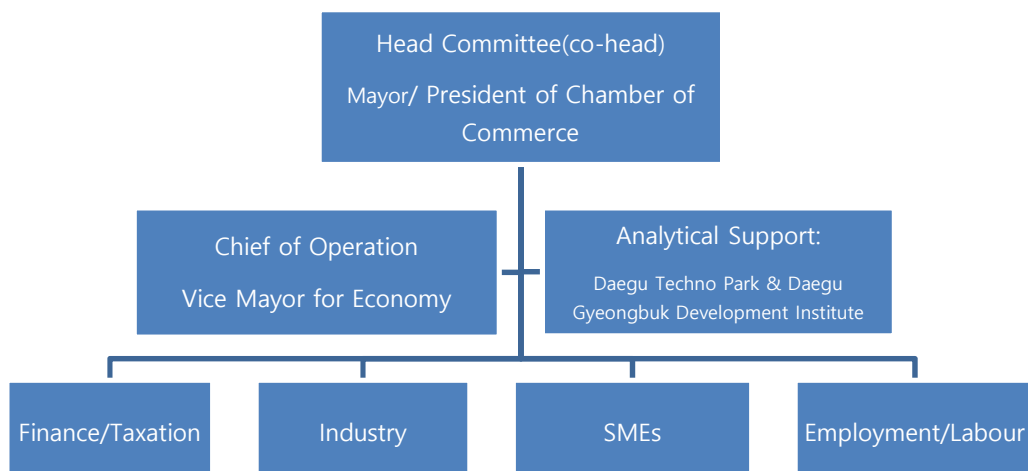 Head Committee(co-head)
Mayor/ President of Chamber of
Commerce
Chief of Operation
Vice Mayor for Economy
Analytical Support:
Daegu Techno Park & Daegu
Gyeongbuk Development Institute
Finance/Taxation
Industry
SMEs
Employment/Labour